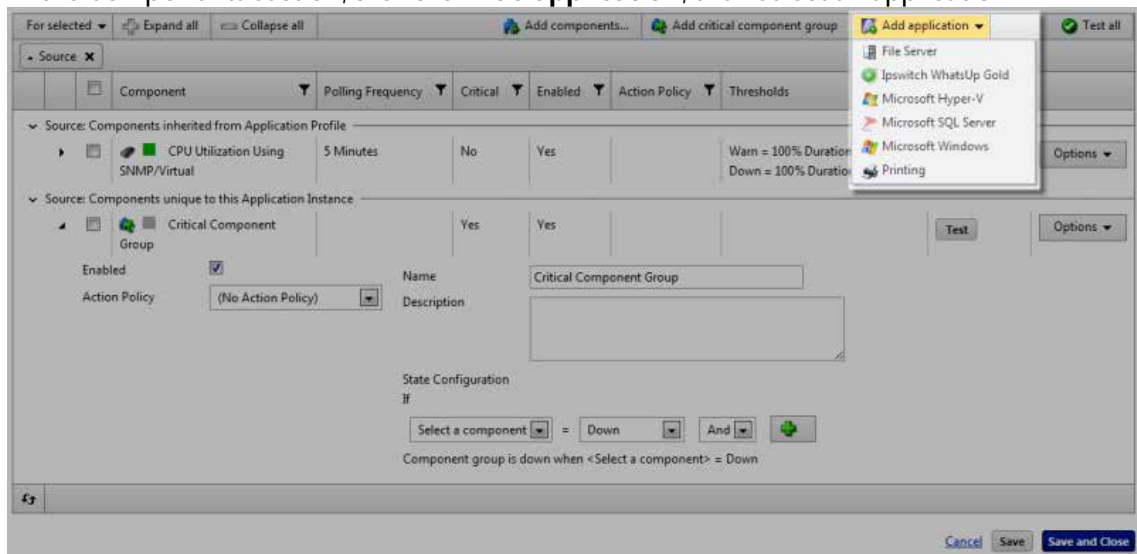 For selected Expand all Collapse all Add components... Add critical component group Add application Test all
Source X File Server
Ipswitch WhatsUp Gold
Component Polling Frequency Critical Enabled Action Policy Thresholds
Microsoft Hyper-V
Microsoft SQL Server
Source: Components inherited from Application Profile
CPU Utilization Using 5 Minutes No Yes Warn = 100% Duration Microsoft Windows Options
SNMP/Virtual Down = 100% Duratio Printing
Source: Components unique to this Application Instance
Critical Component Yes Yes Test Options
Group
Enabled Name Critical Component Group
Action Policy (No Action Policy) Description
State Configuration
If
Select a component = Down And
Component group is down when <Select a component> = Down
Cancel Save Save and Close